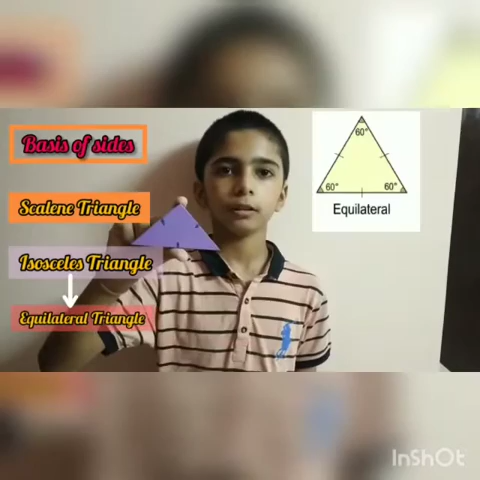 Basis of sides
Scalene Triangle
Isosceles Triangle
Equilateral Triangle
60°
60° 60°
Equilateral
InShOt